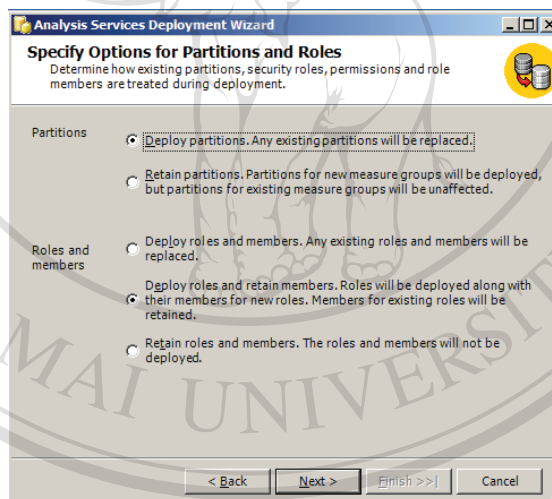 Analysis Services Deployment Wizard
Specify Options for Partitions and Roles
Determine how existing partitions, security roles, permissions and role
members are treated during deployment.
Partitions
Deploy partitions. Any existing partitions will be replaced.
Retain partitions. Partitions for new measure groups will be deployed,
but partitions for existing measure groups will be unaffected.
Roles and
members
Deploy roles and members. Any existing roles and members will be
replaced.
Deploy roles and retain members. Roles will be deployed along with
their members for new roles. Members for existing roles will be
retained.
Retain roles and members. The roles and members will not be
deployed.
MAI UNIVERSIT
< Back
Next >
Finish >>|
Cancel